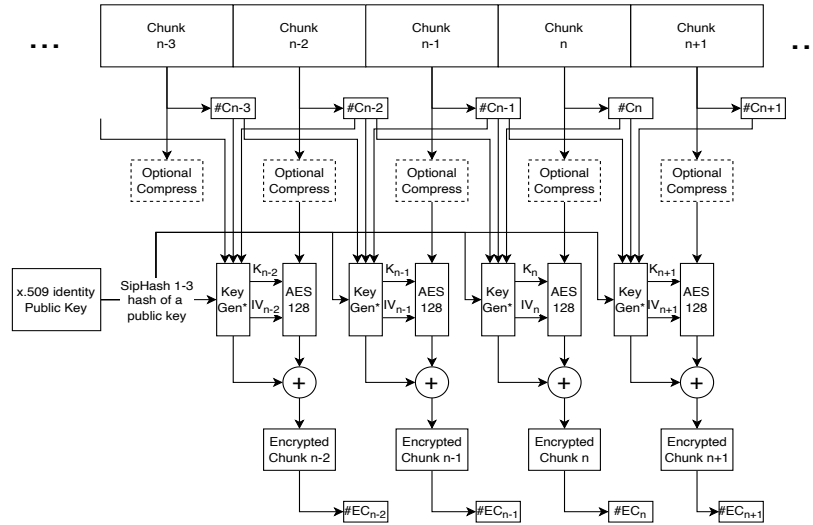 Chunk
n-3
Chunk
n-2
Chunk
n-1
Chunk
n
Chunk
n+1
...
..
#Cn-3
#Cn-2
#Cn-1
#Cn
#Cn+1
Optional
Compress
Optional
Compress
Optional
Compress
Optional
Compress
Optional
Compress
x.509 identity
Public Key
SipHash 1-3
hash of a
public key
Key
Gen*
Kn-2
IVn-2
AES
128
Key
Gen*
Kn-1
IVn-1
AES
128
Key
Gen*
Kn
IVn
AES
128
Key
Gen*
Kn+1
IVn+1
AES
128
+
+
+
+
Encrypted
Chunk n-2
Encrypted
Chunk n-1
Encrypted
Chunk n
Encrypted
Chunk n+1
#ECn-2
#ECn-1
#ECn
#ECn+1